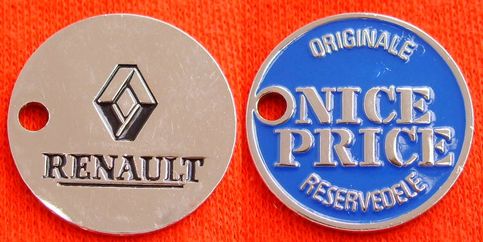 RENAULT
ORIGINALE
NICE
PRICE
RESERVEDELE